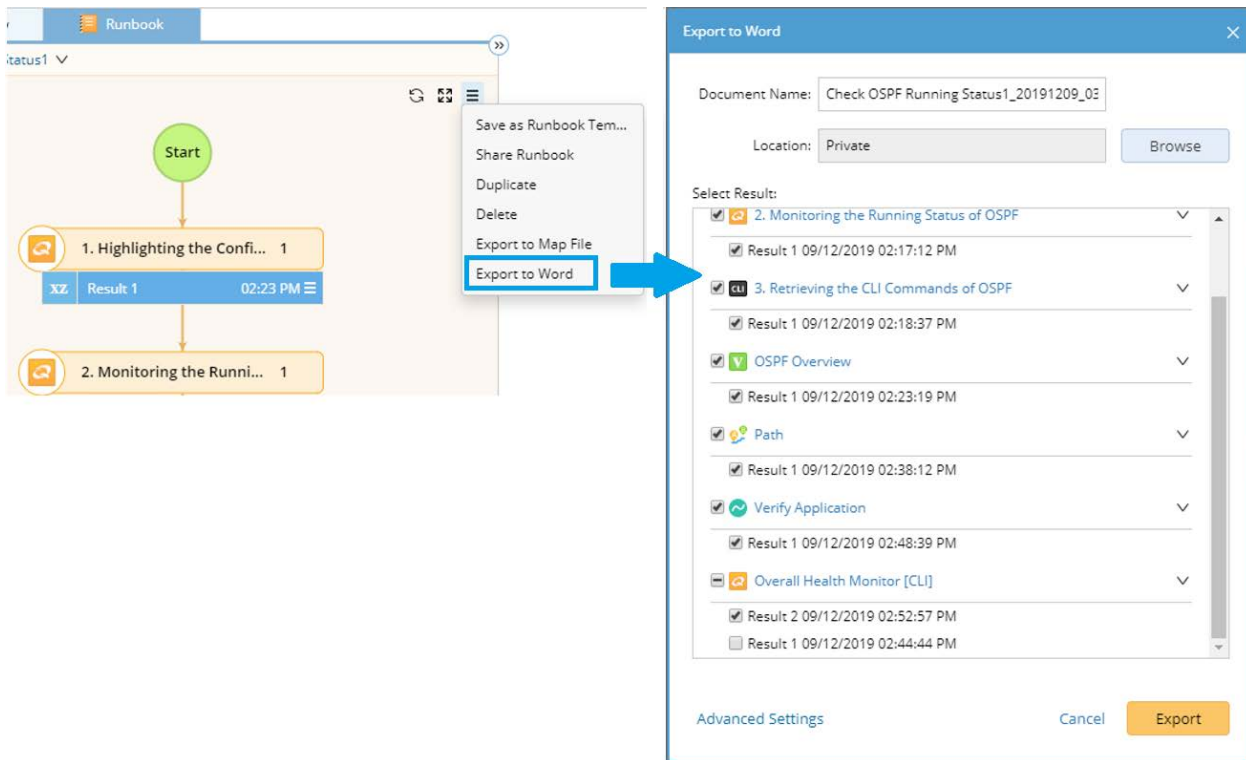 Runbook
Status1
Start
1. Highlighting the Confi... 1
XZ Result 1 02:23 PM
2. Monitoring the Runni... 1
Save as Runbook Tem...
Share Runbook
Duplicate
Delete
Export to Map File
Export to Word
Export to Word
Document Name: Check OSPF Running Status1_20191209_03
Location: Private Browse
Select Result:
2. Monitoring the Running Status of OSPF
Result 1 09/12/2019 02:17:12 PM
CLI 3. Retrieving the CLI Commands of OSPF
Result 1 09/12/2019 02:18:37 PM
V OSPF Overview
Result 1 09/12/2019 02:23:19 PM
Path
Result 1 09/12/2019 02:38:12 PM
Verify Application
Result 1 09/12/2019 02:48:39 PM
Overall Health Monitor [CLI]
Result 2 09/12/2019 02:52:57 PM
Result 1 09/12/2019 02:44:44 PM
Advanced Settings Cancel Export